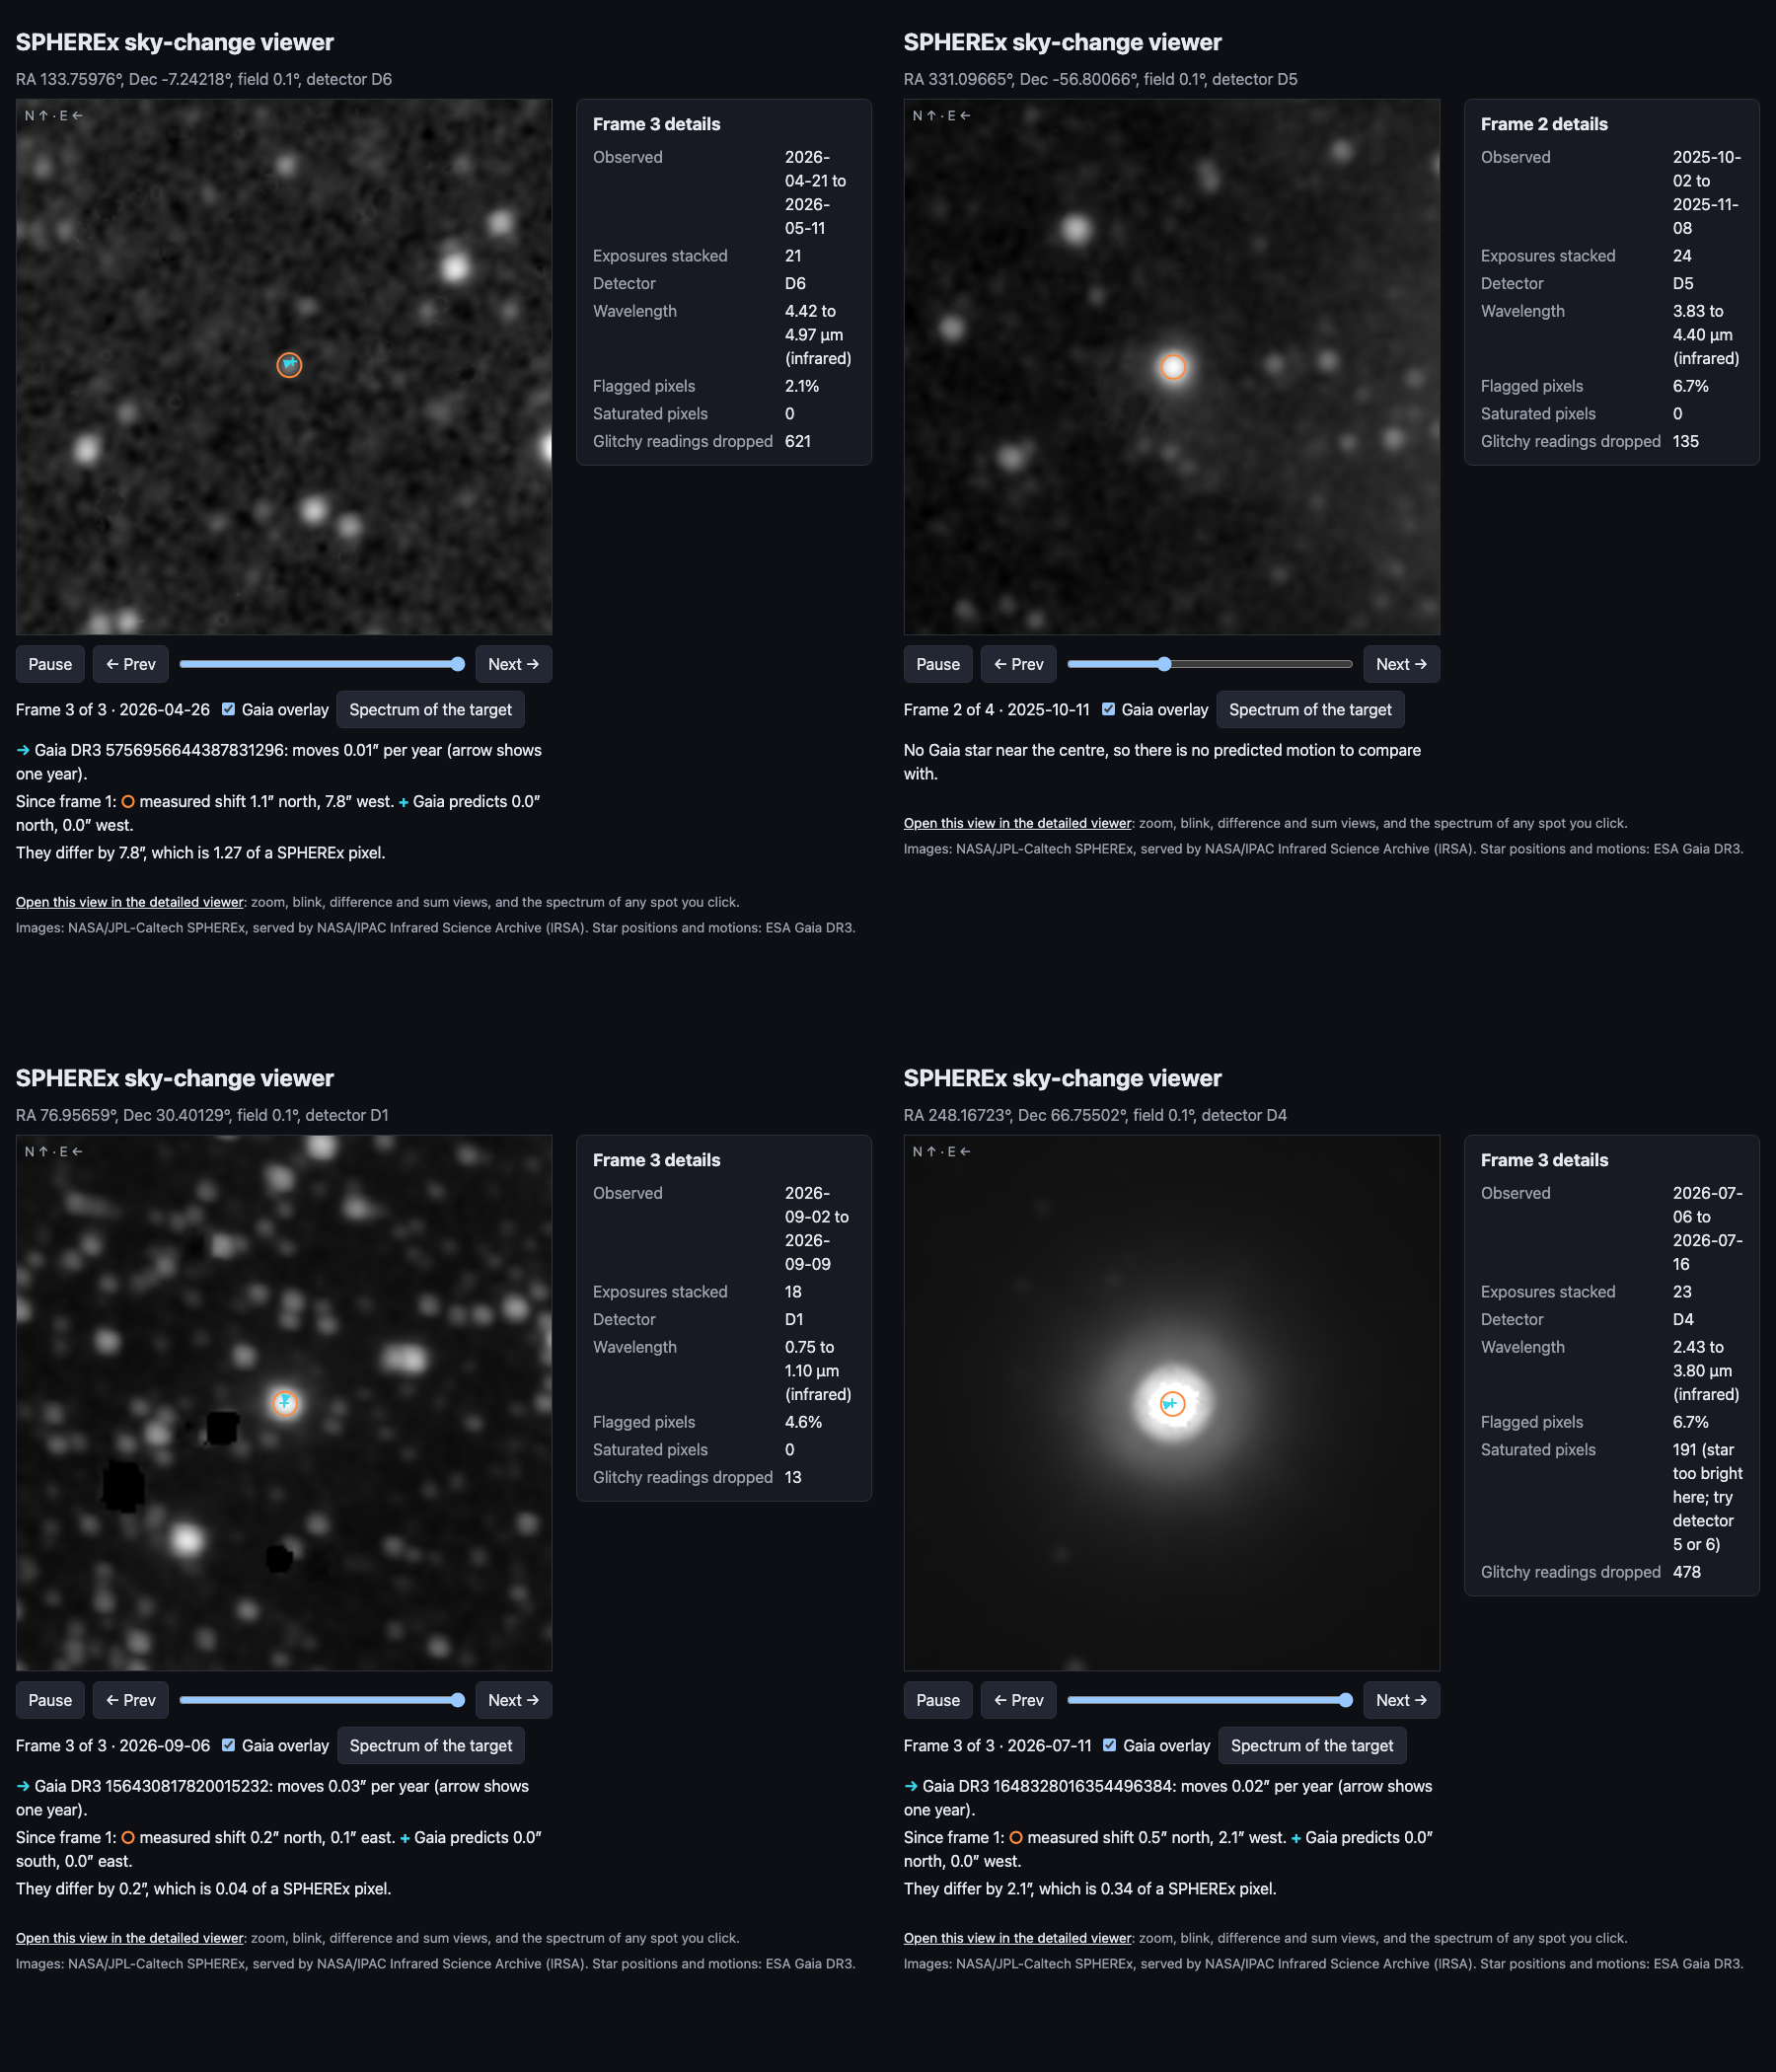 SPHEREx sky-change viewer
RA 133.75976°, Dec -7.24218°, field 0.1°, detector D6
N ↑ · E ←
Frame 3 details
Observed 2026-
04-21 to
2026-
05-11
Exposures stacked 21
Detector D6
Wavelength 4.42 to
4.97 µm
(infrared)
Flagged pixels 2.1%
Saturated pixels 0
Glitchy readings dropped 621
Pause ← Prev Next →
Frame 3 of 3 · 2026-04-26 Gaia overlay Spectrum of the target
→ Gaia DR3 5756956644387831296: moves 0.01″ per year (arrow shows
one year).
Since frame 1: measured shift 1.1″ north, 7.8″ west. + Gaia predicts 0.0″
north, 0.0″ west.
They differ by 7.8″, which is 1.27 of a SPHEREx pixel.
Open this view in the detailed viewer: zoom, blink, difference and sum views, and the spectrum of any spot you click.
Images: NASA/JPL-Caltech SPHEREx, served by NASA/IPAC Infrared Science Archive (IRSA). Star positions and motions: ESA Gaia DR3.
SPHEREx sky-change viewer
RA 331.09665°, Dec -56.80066°, field 0.1°, detector D5
N ↑ · E ←
Frame 2 details
Observed 2025-10-
02 to
2025-11-
08
Exposures stacked 24
Detector D5
Wavelength 3.83 to
4.40 µm
(infrared)
Flagged pixels 6.7%
Saturated pixels 0
Glitchy readings dropped 135
Pause ← Prev Next →
Frame 2 of 4 · 2025-10-11 Gaia overlay Spectrum of the target
No Gaia star near the centre, so there is no predicted motion to compare
with.
Open this view in the detailed viewer: zoom, blink, difference and sum views, and the spectrum of any spot you click.
Images: NASA/JPL-Caltech SPHEREx, served by NASA/IPAC Infrared Science Archive (IRSA). Star positions and motions: ESA Gaia DR3.
SPHEREx sky-change viewer
RA 76.95659°, Dec 30.40129°, field 0.1°, detector D1
N ↑ · E ←
Frame 3 details
Observed 2026-
09-02 to
2026-
09-09
Exposures stacked 18
Detector D1
Wavelength 0.75 to
1.10 µm
(infrared)
Flagged pixels 4.6%
Saturated pixels 0
Glitchy readings dropped 13
Pause ← Prev Next →
Frame 3 of 3 · 2026-09-06 Gaia overlay Spectrum of the target
→ Gaia DR3 156430817820015232: moves 0.03″ per year (arrow shows
one year).
Since frame 1: measured shift 0.2″ north, 0.1″ east. + Gaia predicts 0.0″
south, 0.0″ east.
They differ by 0.2″, which is 0.04 of a SPHEREx pixel.
Open this view in the detailed viewer: zoom, blink, difference and sum views, and the spectrum of any spot you click.
Images: NASA/JPL-Caltech SPHEREx, served by NASA/IPAC Infrared Science Archive (IRSA). Star positions and motions: ESA Gaia DR3.
SPHEREx sky-change viewer
RA 248.16723°, Dec 66.75502°, field 0.1°, detector D4
N ↑ · E ←
Frame 3 details
Observed 2026-07-
06 to
2026-07-
16
Exposures stacked 23
Detector D4
Wavelength 2.43 to
3.80 µm
(infrared)
Flagged pixels 6.7%
Saturated pixels 191 (star
too bright
here; try
detector
5 or 6)
Glitchy readings dropped 478
Pause ← Prev Next →
Frame 3 of 3 · 2026-07-11 Gaia overlay Spectrum of the target
→ Gaia DR3 1648328016354496384: moves 0.02″ per year (arrow shows
one year).
Since frame 1: measured shift 0.5″ north, 2.1″ west. + Gaia predicts 0.0″
north, 0.0″ west.
They differ by 2.1″, which is 0.34 of a SPHEREx pixel.
Open this view in the detailed viewer: zoom, blink, difference and sum views, and the spectrum of any spot you click.
Images: NASA/JPL-Caltech SPHEREx, served by NASA/IPAC Infrared Science Archive (IRSA). Star positions and motions: ESA Gaia DR3.